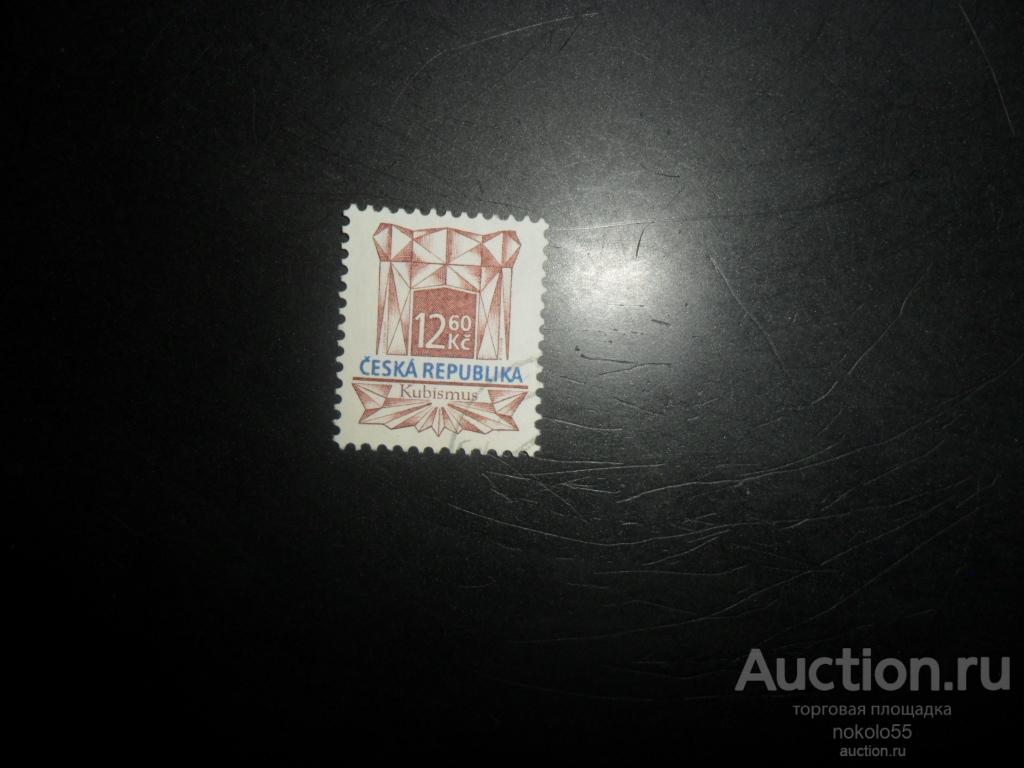 12 60
Kč
ČESKÁ REPUBLIKA
Kubismus
Auction.ru
торговая площадка
nokolo55
auction.ru